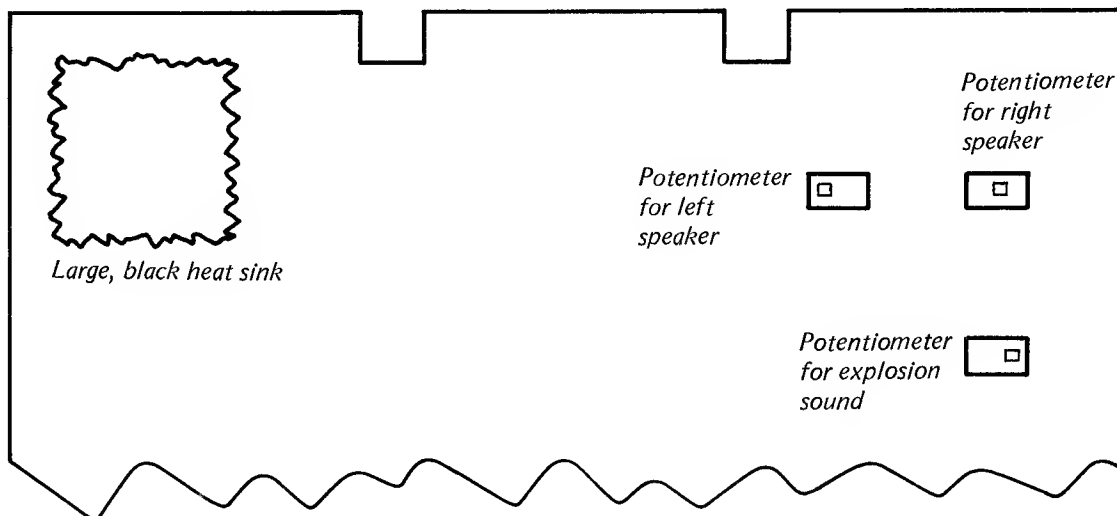 Potentiometer
for right
speaker
Potentiometer
for left
speaker
Large, black heat sink
Potentiometer
for explosion
sound